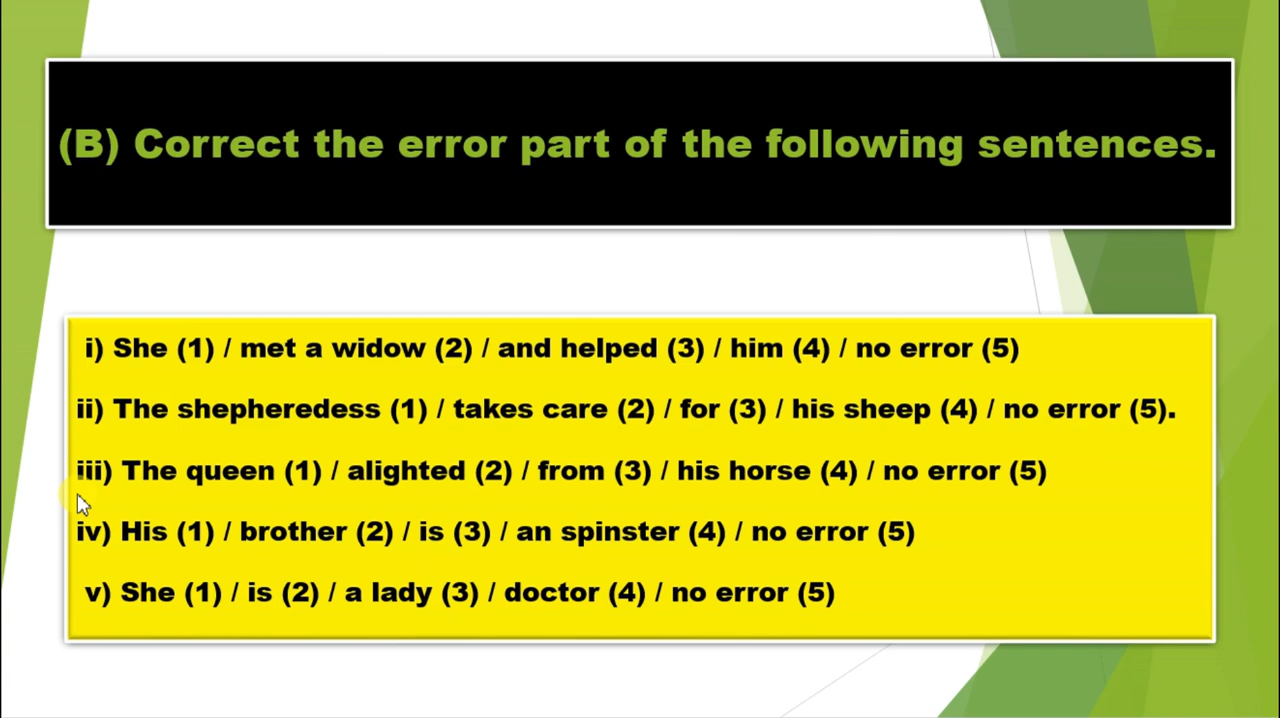 (B) Correct the error part of the following sentences.
i) She (1) / met a widow (2) / and helped (3) / him (4) / no error (5)
ii) The shepheredess (1) / takes care (2) / for (3) / his sheep (4) / no error (5).
iii) The queen (1) / alighted (2) / from (3) / his horse (4) / no error (5)
iv) His (1) / brother (2) / is (3) / an spinster (4) / no error (5)
v) She (1) / is (2) / a lady (3) / doctor (4) / no error (5)